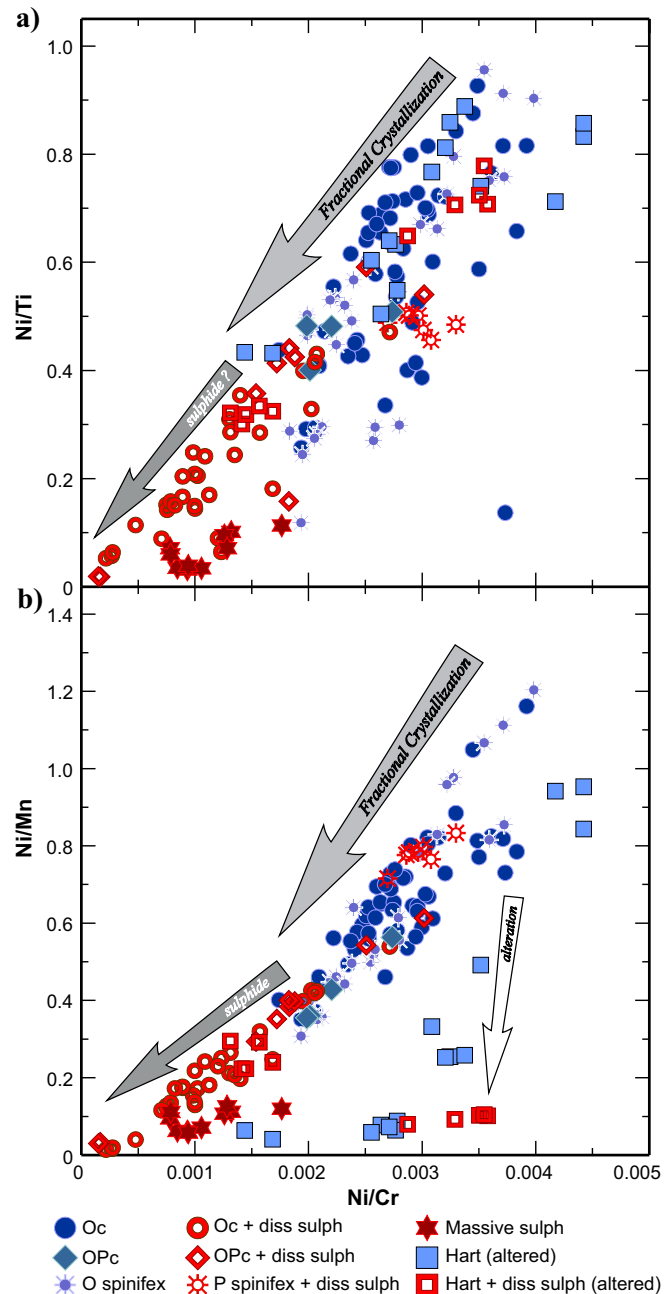 a)
1.0
0.8
0.6
0.4
0.2
0
Ni/Ti
Fractional Crystallization
sulphide ?
b)
1.4
1.2
1.0
0.8
0.6
0.4
0.2
0
Ni/Mn
Fractional Crystallization
sulphide
alteration
0 0.001 0.002 0.003 0.004 0.005
Ni/Cr
Oc Oc + diss sulph Massive sulph
OPc OPc + diss sulph Hart (altered)
O spinifex P spinifex + diss sulph Hart + diss sulph (altered)